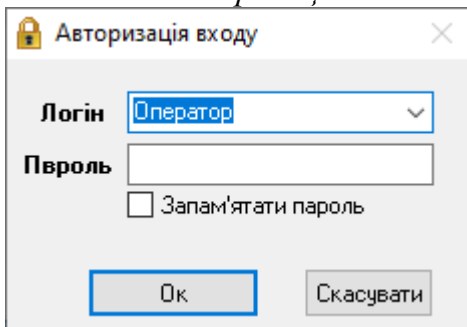 Авторизація входу
Логін Оператор
Пвроль
Запам'ятати пароль
Ок Скасувати